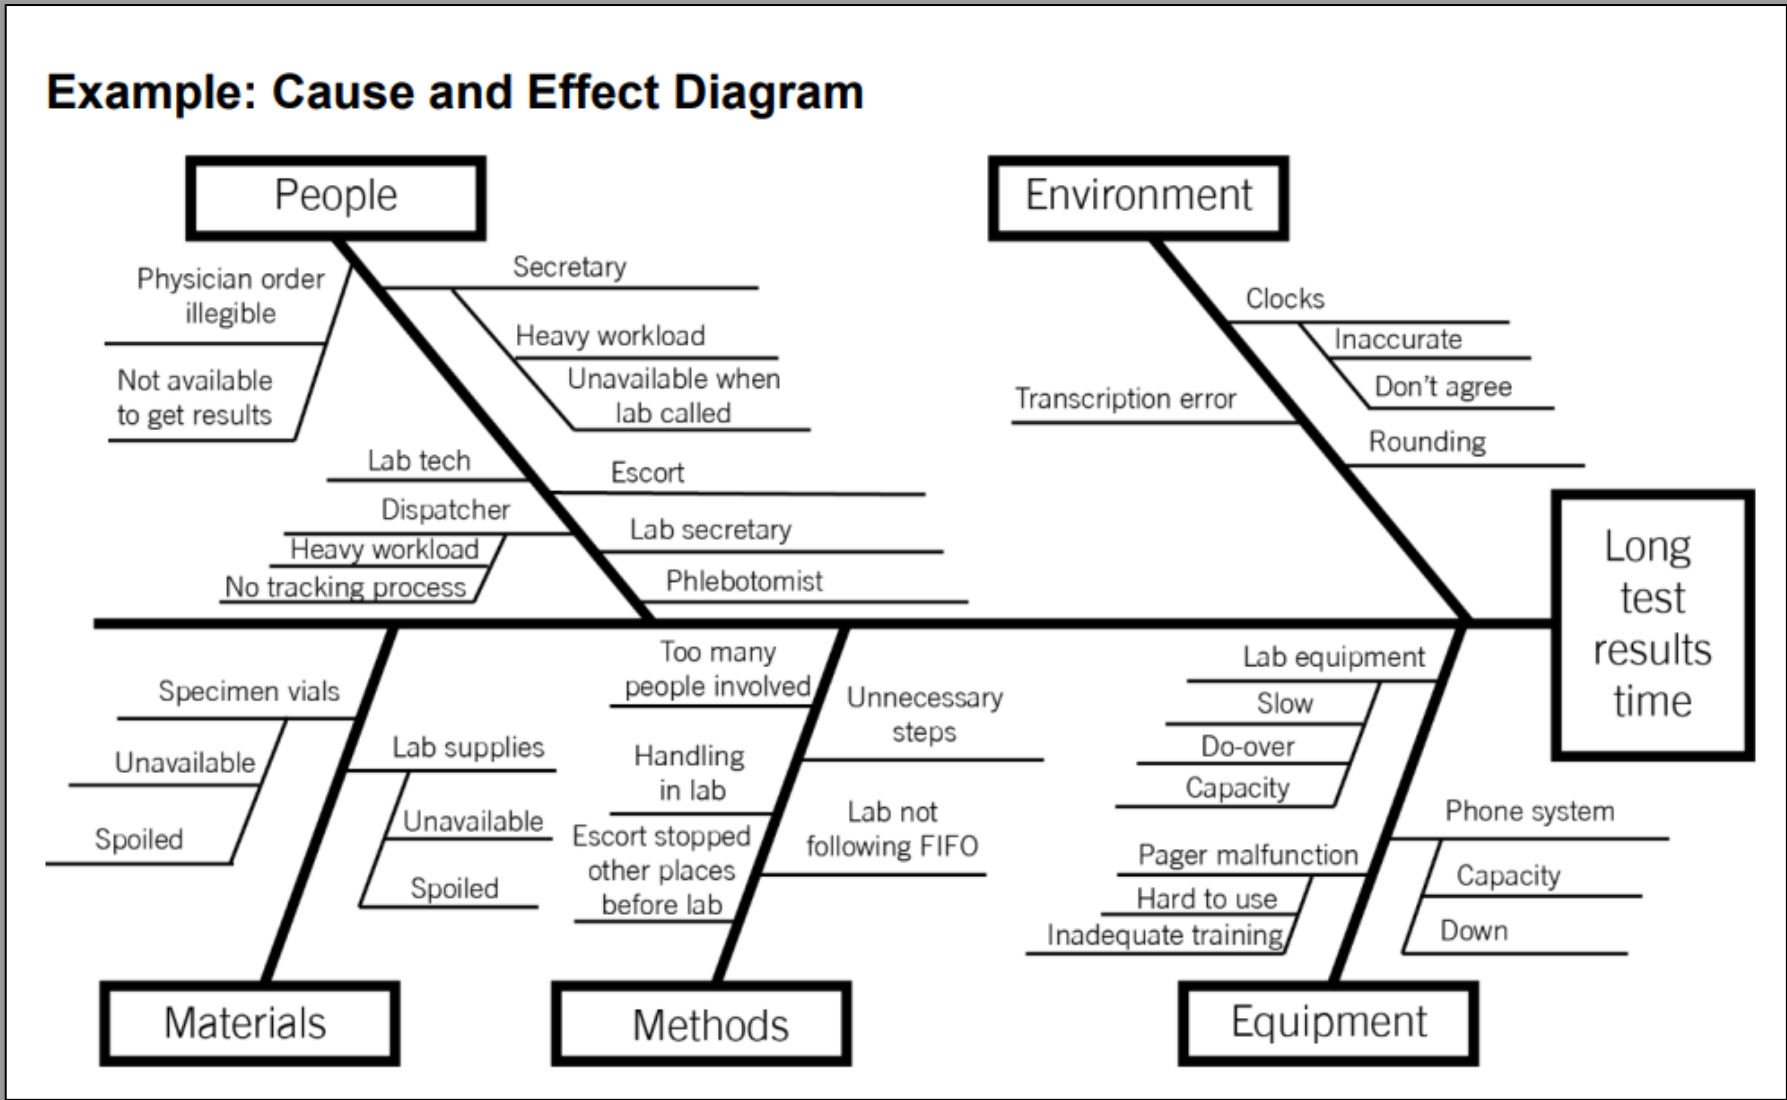 Example: Cause and Effect Diagram
People
Environment
Physician order
illegible
Not available
to get results
Secretary
Heavy workload
Unavailable when
lab called
Lab tech
Dispatcher
Heavy workload
No tracking process
Escort
Lab secretary
Phlebotomist
Clocks
Inaccurate
Don't agree
Transcription error
Rounding
Long
test
results
time
Specimen vials
Unavailable
Spoiled
Lab supplies
Unavailable
Spoiled
Too many
people involved
Handling
in lab
Escort stopped
other places
before lab
Unnecessary
steps
Lab not
following FIFO
Lab equipment
Slow
Do-over
Capacity
Pager malfunction
Hard to use
Inadequate training
Phone system
Capacity
Down
Materials
Methods
Equipment